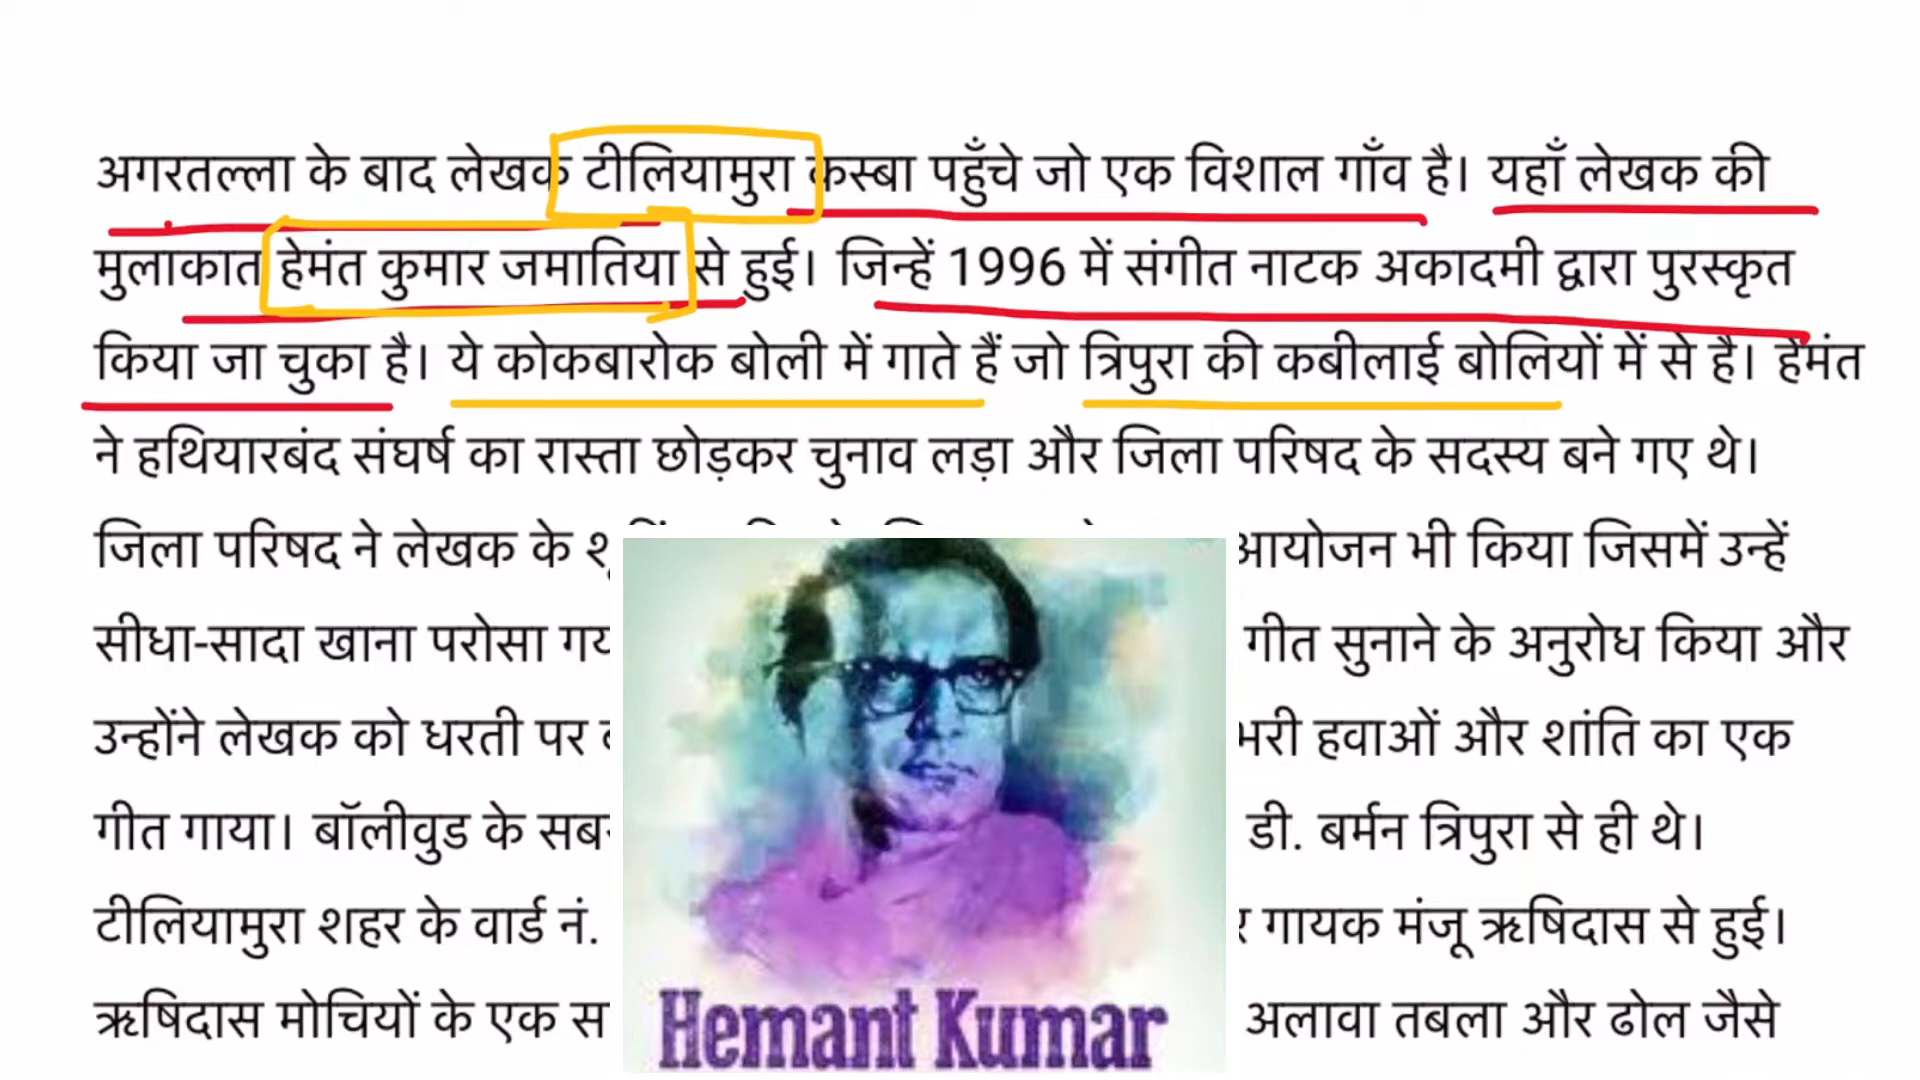 अगरतल्ला के बाद लेखक टीलियामुरा कस्बा पहुँचे जो एक विशाल गाँव है। यहाँ लेखक की
मुलाकात हेमंत कुमार जमातिया से हुई। जिन्हें 1996 में संगीत नाटक अकादमी द्वारा पुरस्कृत
किया जा चुका है। ये कोकबारोक बोली में गाते हैं जो त्रिपुरा की कबीलाई बोलियों में से है। हेमंत
ने हथियारबंद संघर्ष का रास्ता छोड़कर चुनाव लड़ा और जिला परिषद के सदस्य बने गए थे।
जिला परिषद ने लेखक के आयोजन भी किया जिसमें उन्हें
सीधा-सादा खाना परोसा गीत सुनाने के अनुरोध किया और
उन्होंने लेखक को धरती पर हवाओं और शांति का एक
गीत गाया। बॉलीवुड के डी. बर्मन त्रिपुरा से ही थे।
टीलियामुरा शहर के वार्ड नं. गायक मंजू ऋषिदास से हुई।
ऋषिदास मोचियों के एक अलावा तबला और ढोल जैसे
Hemant Kumar